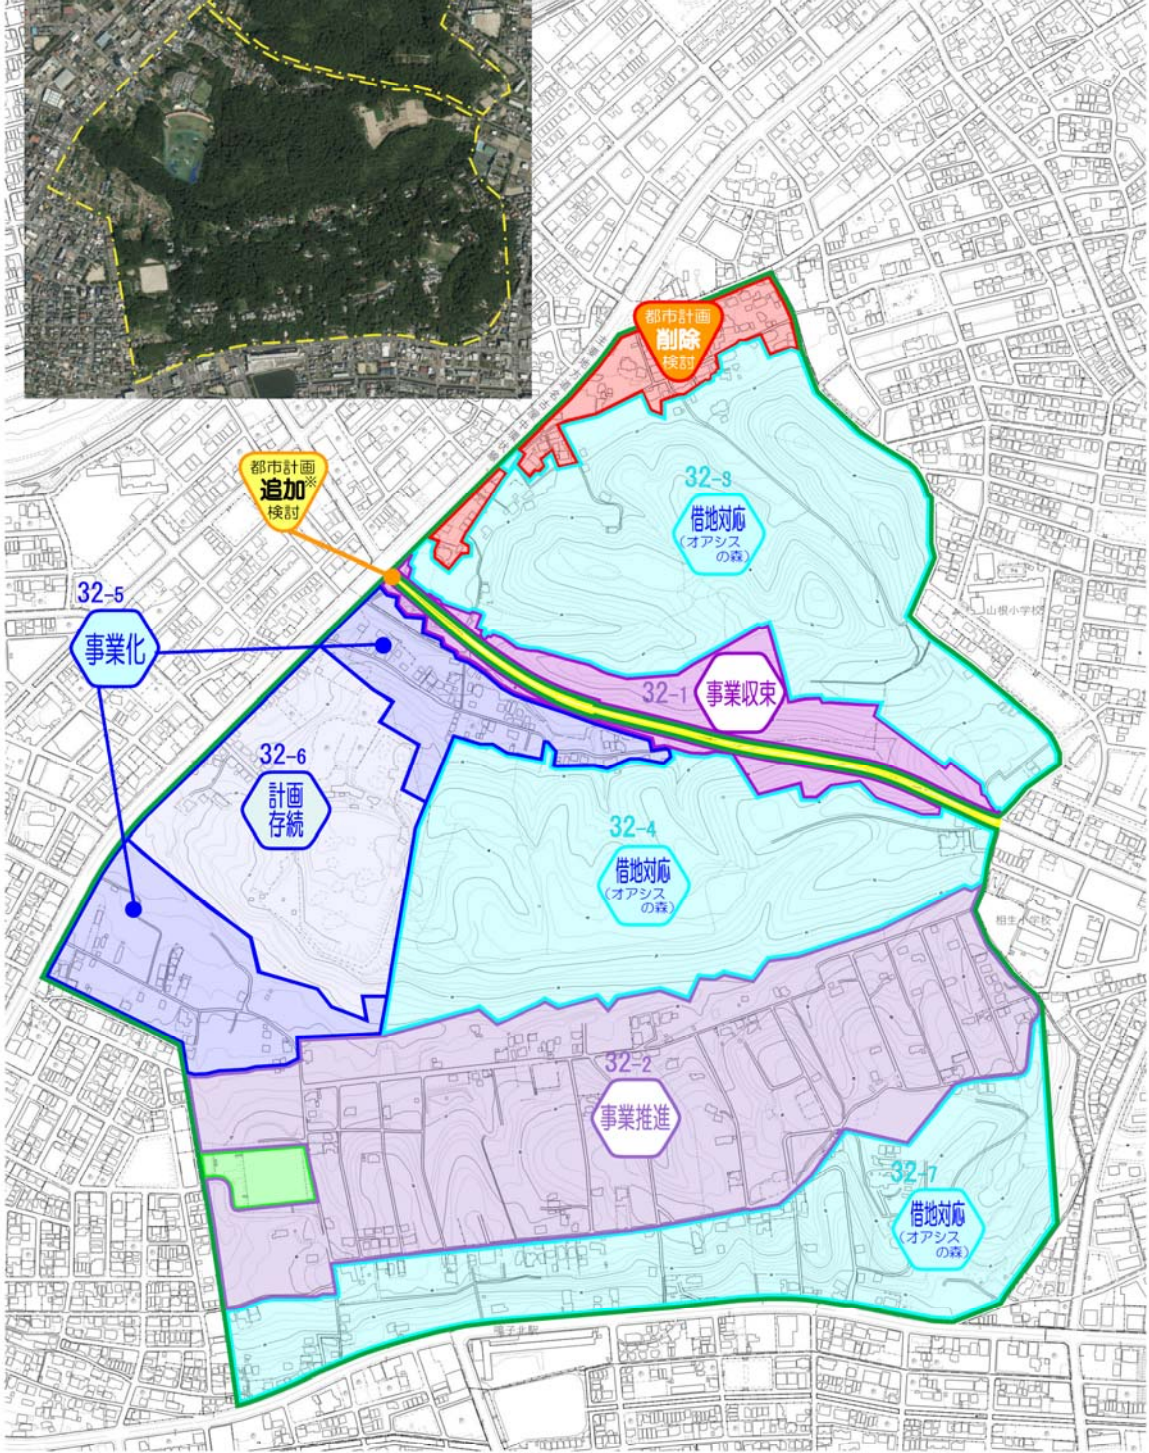 都市計画
削除
検討
都市計画
追加※
検討
32-3
借地対応
(オアシス
の森)
32-5
事業化
山根小学校
32-1
事業収束
32-6
計画
存続
32-4
借地対応
(オアシス
の森)
相生小学校
32-2
事業推進
32-7
借地対応
(オアシス
の森)
鳴子北駅